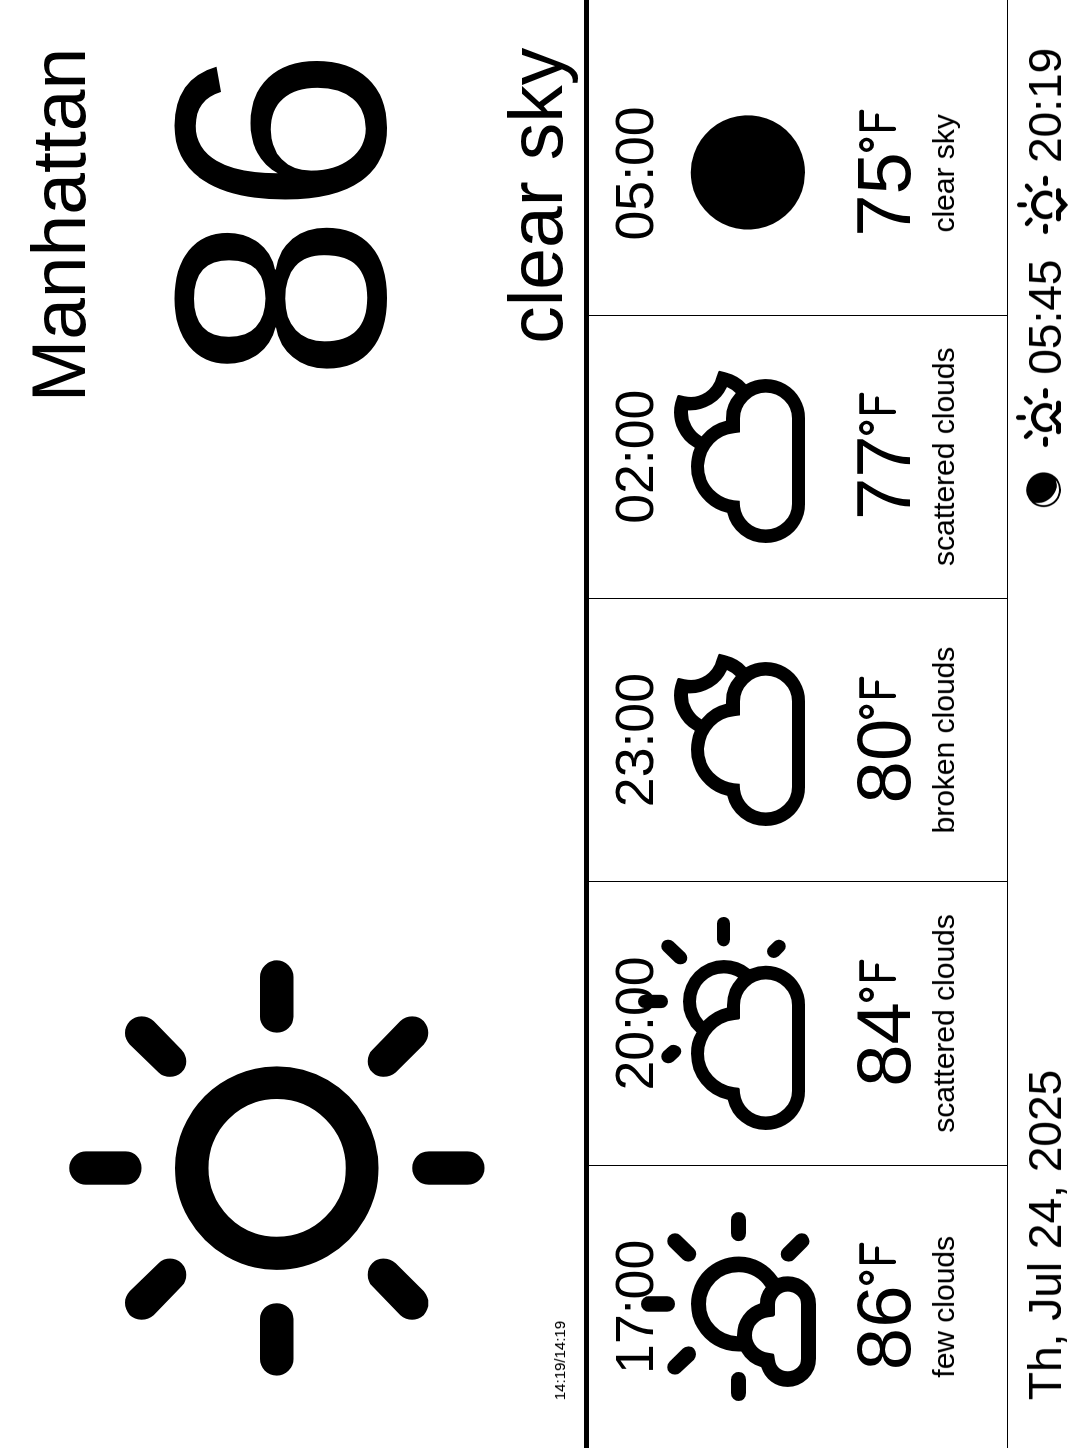 Manhattan
86
clear sky
14:19/14:19
17:00
86°F
few clouds
20:00
84°F
scattered clouds
23:00
80°F
broken clouds
02:00
77°F
scattered clouds
05:00
75°F
clear sky
Th, Jul 24, 2025
05:45 20:19